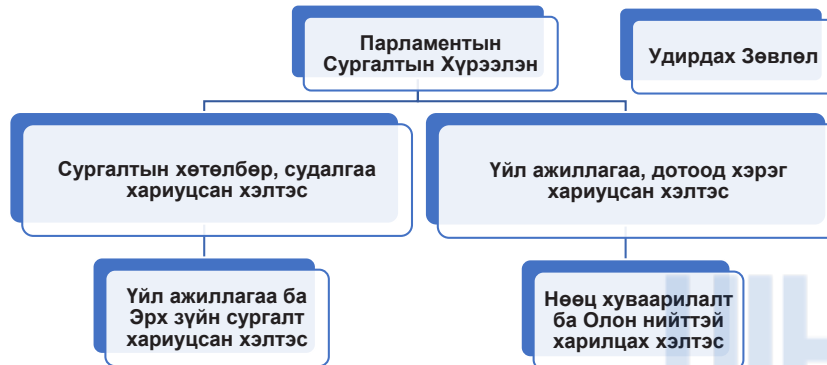 Парламентын
Сургалтын Хүрээлэн
Удирдах Зөвлөл
Сургалтын хөтөлбөр, судалгаа
хариуцсан хэлтэс
Үйл ажиллагаа, дотоод хэрэг
хариуцсан хэлтэс
Үйл ажиллагаа ба
Эрх зүйн сургалт
хариуцсан хэлтэс
Нөөц хуваарилалт
ба Олон нийттэй
харилцах хэлтэс